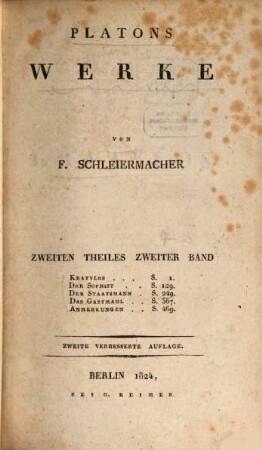 PLATONS
WERKE
VON
F. SCHLEIERMACHER
ZWEITEN THEILES ZWEITER BAND
KRATYLOS . . . S. 1.
DER SOPHIST . . S. 129.
DER STAATSMANN . S. 249.
DAS GASTMAHL . . S. 367.
ANMERKUNGEN . . S. 469.
ZWEITE VERBESSERTE AUFLAGE.
BERLIN 1824,
BEI G. REIMER.